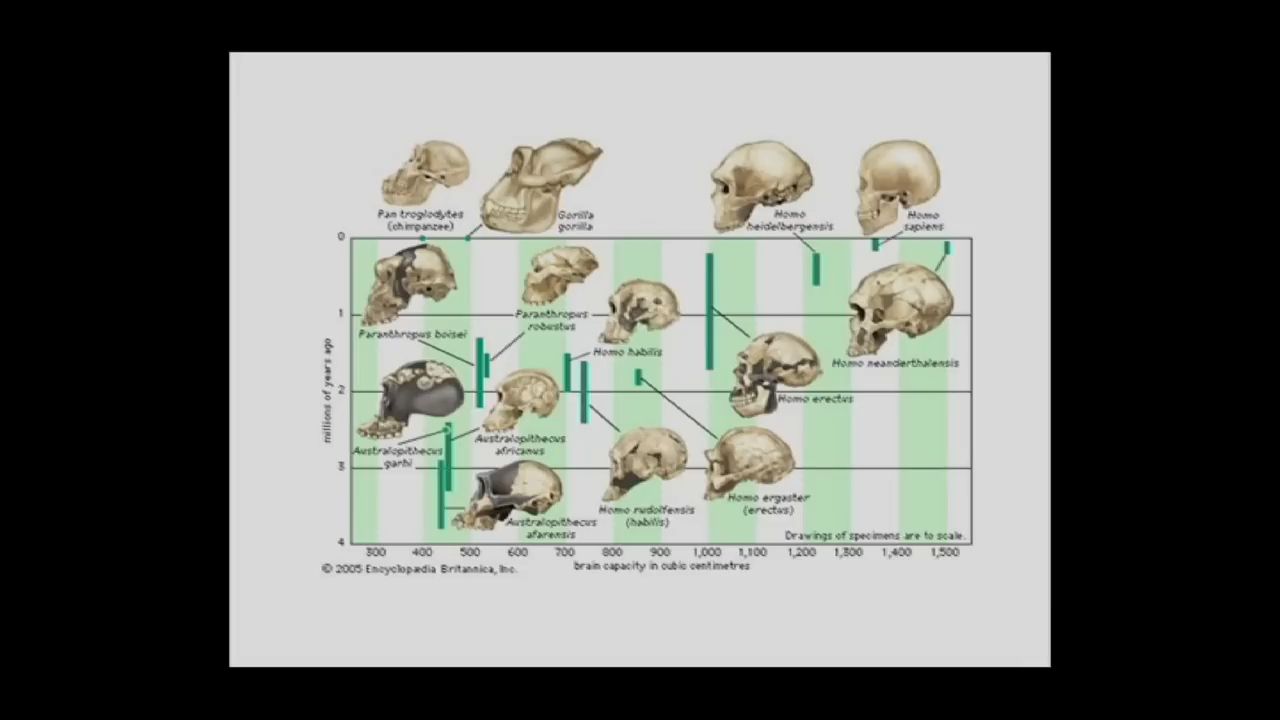 Pan troglodytes
(chimpanzee)
Gorilla
gorilla
Homo
heidelbergensis
Homo
sapiens
0
1
2
3
4
millions of years ago
Paranthropus boisei
Paranthropus
robustus
Homo habilis
Homo neanderthalensis
Homo erectus
Australopithecus
garhi
Australopithecus
africanus
Australopithecus
afarensis
Homo rudolfensis
(habilis)
Homo ergaster
(erectus)
Drawings of specimens are to scale.
300 400 500 600 700 800 900 1,000 1,100 1,200 1,300 1,400 1,500
brain capacity in cubic centimetres
© 2005 Encyclopædia Britannica, Inc.